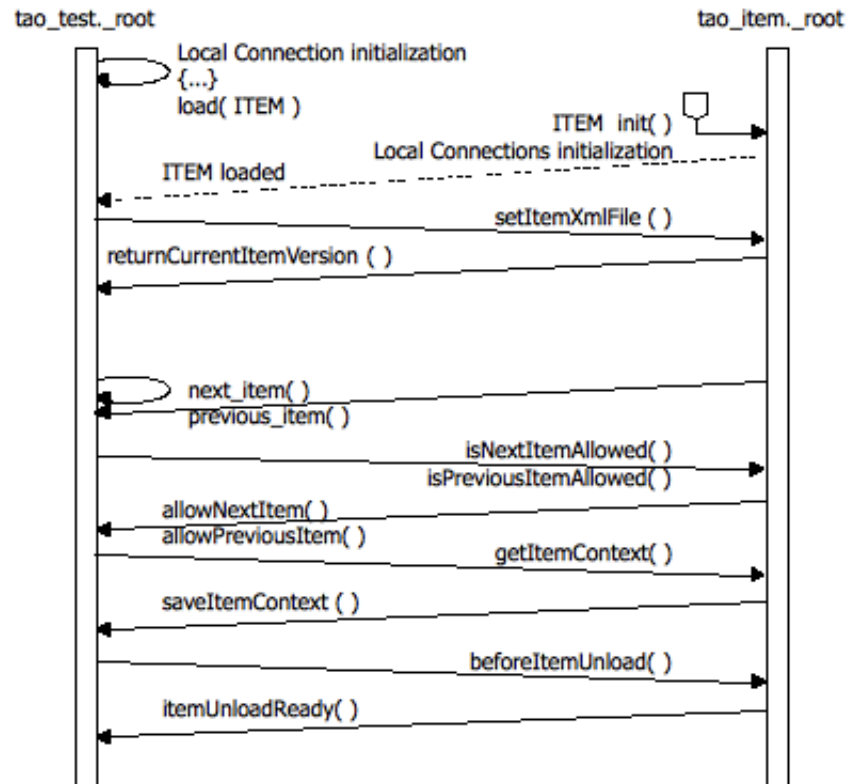 tao_test._root
tao_item._root
Local Connection initialization
{...}
load( ITEM )
ITEM  init( )
Local Connections initialization
ITEM loaded
setItemXmlFile ( )
returnCurrentItemVersion ( )
next_item( )
previous_item( )
isNextItemAllowed( )
isPreviousItemAllowed( )
allowNextItem( )
allowPreviousItem( )
getItemContext( )
saveItemContext ( )
beforeItemUnload( )
itemUnloadReady( )